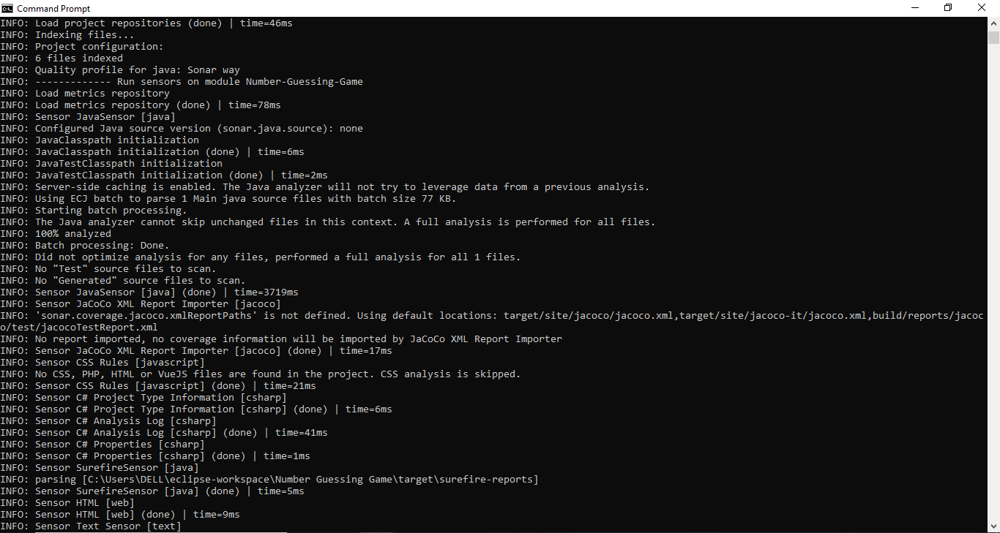 Command Prompt
INFO: Load project repositories (done) | time=46ms
INFO: Indexing files...
INFO: Project configuration:
INFO: 6 files indexed
INFO: Quality profile for java: Sonar way
INFO: ------------- Run sensors on module Number-Guessing-Game
INFO: Load metrics repository
INFO: Load metrics repository (done) | time=78ms
INFO: Sensor JavaSensor [java]
INFO: Configured Java source version (sonar.java.source): none
INFO: JavaClasspath initialization
INFO: JavaClasspath initialization (done) | time=6ms
INFO: JavaTestClasspath initialization
INFO: JavaTestClasspath initialization (done) | time=2ms
INFO: Server-side caching is enabled. The Java analyzer will not try to leverage data from a previous analysis.
INFO: Using ECJ batch to parse 1 Main java source files with batch size 77 KB.
INFO: Starting batch processing.
INFO: The Java analyzer cannot skip unchanged files in this context. A full analysis is performed for all files.
INFO: 100% analyzed
INFO: Batch processing: Done.
INFO: Did not optimize analysis for any files, performed a full analysis for all 1 files.
INFO: No "Test" source files to scan.
INFO: No "Generated" source files to scan.
INFO: Sensor JavaSensor [java] (done) | time=3719ms
INFO: Sensor JaCoCo XML Report Importer [jacoco]
INFO: 'sonar.coverage.jacoco.xmlReportPaths' is not defined. Using default locations: target/site/jacoco/jacoco.xml,target/site/jacoco-it/jacoco.xml,build/reports/jacoc
o/test/jacocoTestReport.xml
INFO: No report imported, no coverage information will be imported by JaCoCo XML Report Importer
INFO: Sensor JaCoCo XML Report Importer [jacoco] (done) | time=17ms
INFO: Sensor CSS Rules [javascript]
INFO: No CSS, PHP, HTML or VueJS files are found in the project. CSS analysis is skipped.
INFO: Sensor CSS Rules [javascript] (done) | time=21ms
INFO: Sensor C# Project Type Information [csharp]
INFO: Sensor C# Project Type Information [csharp] (done) | time=6ms
INFO: Sensor C# Analysis Log [csharp]
INFO: Sensor C# Analysis Log [csharp] (done) | time=41ms
INFO: Sensor C# Properties [csharp]
INFO: Sensor C# Properties [csharp] (done) | time=1ms
INFO: Sensor SurefireSensor [java]
INFO: parsing [C:\Users\DELL\eclipse-workspace\Number Guessing Game\target\surefire-reports]
INFO: Sensor SurefireSensor [java] (done) | time=5ms
INFO: Sensor HTML [web]
INFO: Sensor HTML [web] (done) | time=9ms
INFO: Sensor Text Sensor [text]